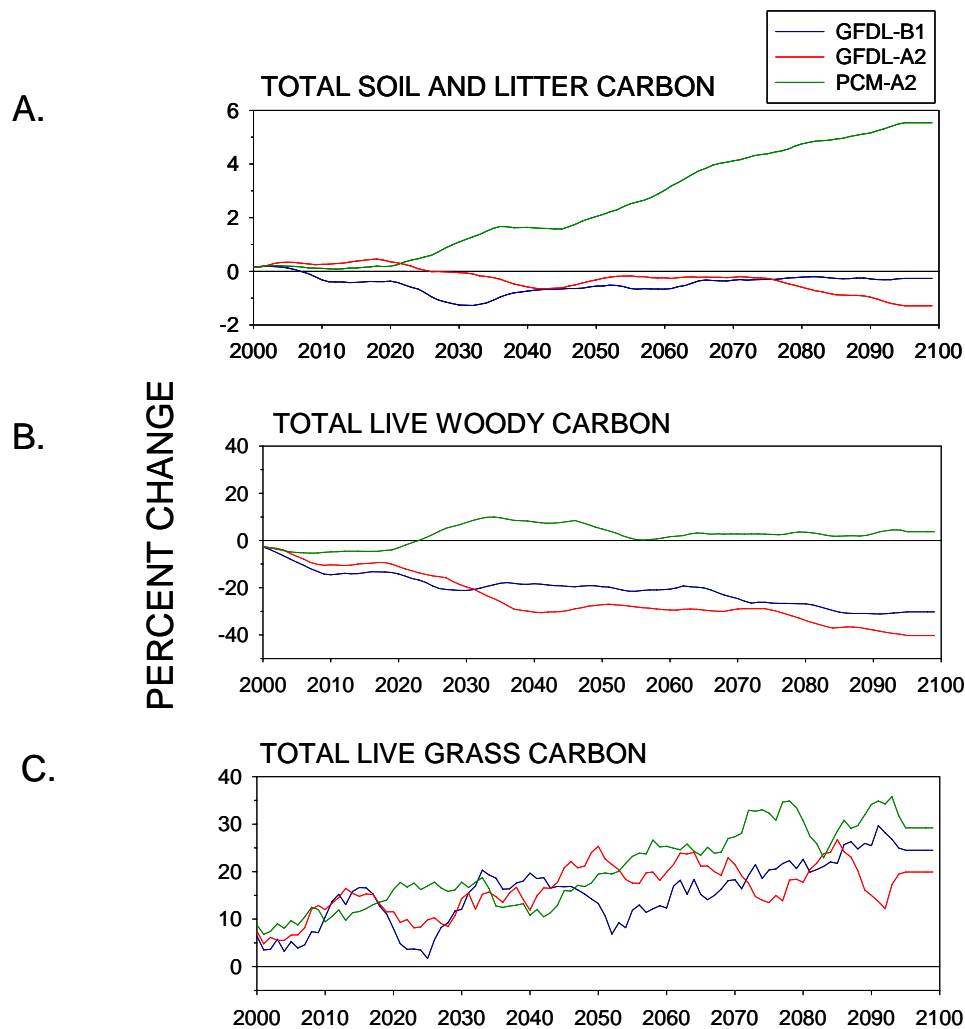 GFDL-B1
GFDL-A2
PCM-A2
A.
TOTAL SOIL AND LITTER CARBON
6
4
2
0
-2
2000 2010 2020 2030 2040 2050 2060 2070 2080 2090 2100
PERCENT CHANGE
B.
TOTAL LIVE WOODY CARBON
40
20
0
-20
-40
2000 2010 2020 2030 2040 2050 2060 2070 2080 2090 2100
C.
TOTAL LIVE GRASS CARBON
40
30
20
10
0
2000 2010 2020 2030 2040 2050 2060 2070 2080 2090 2100